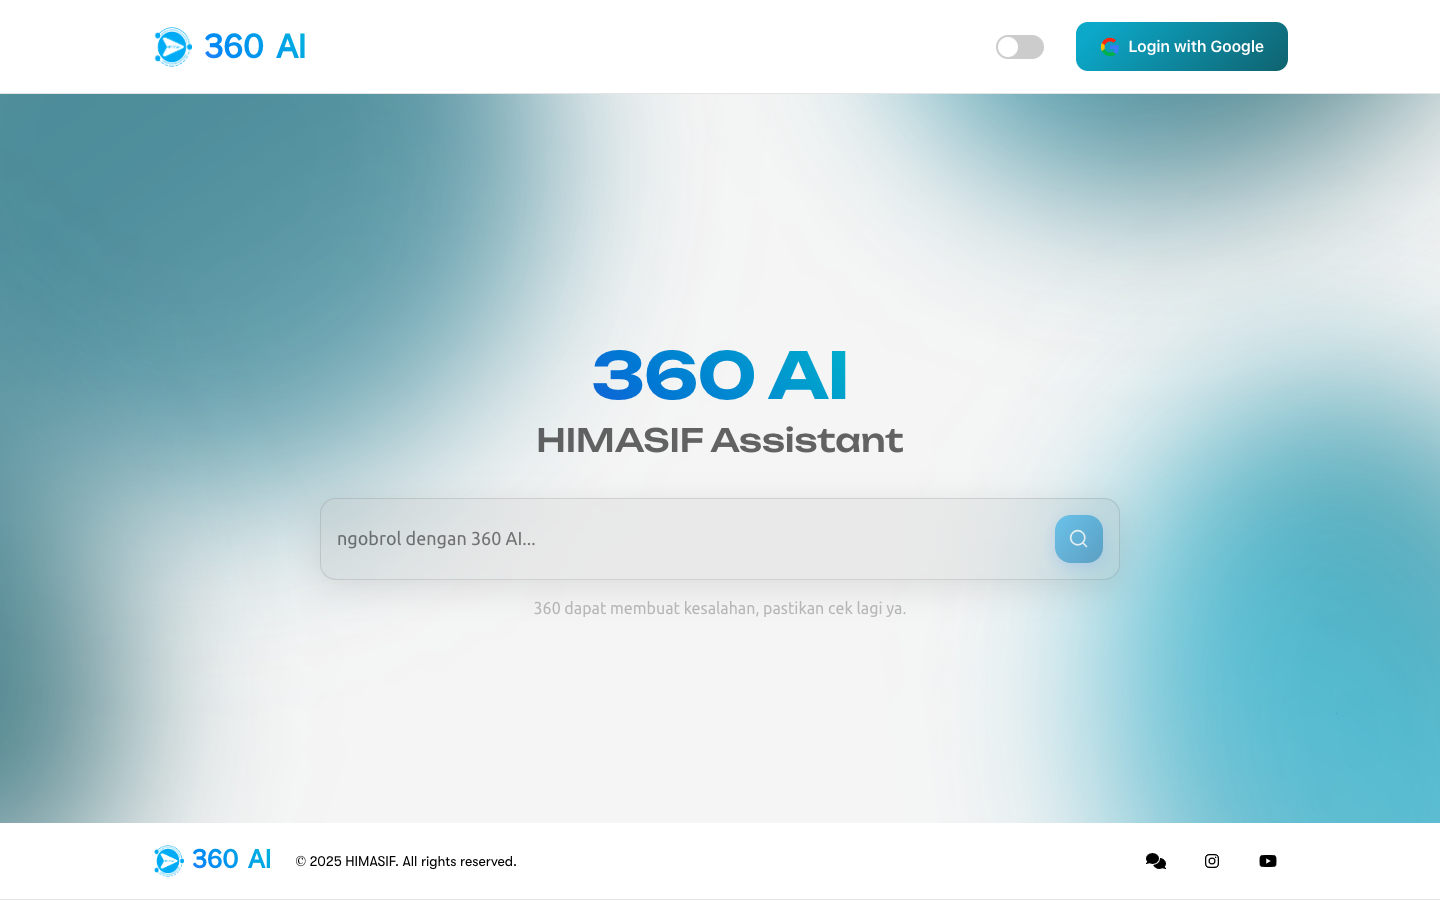 360 AI
Login with Google
360 AI
HIMASIF Assistant
ngobrol dengan 360 AI...
360 dapat membuat kesalahan, pastikan cek lagi ya.
360 AI
© 2025 HIMASIF. All rights reserved.